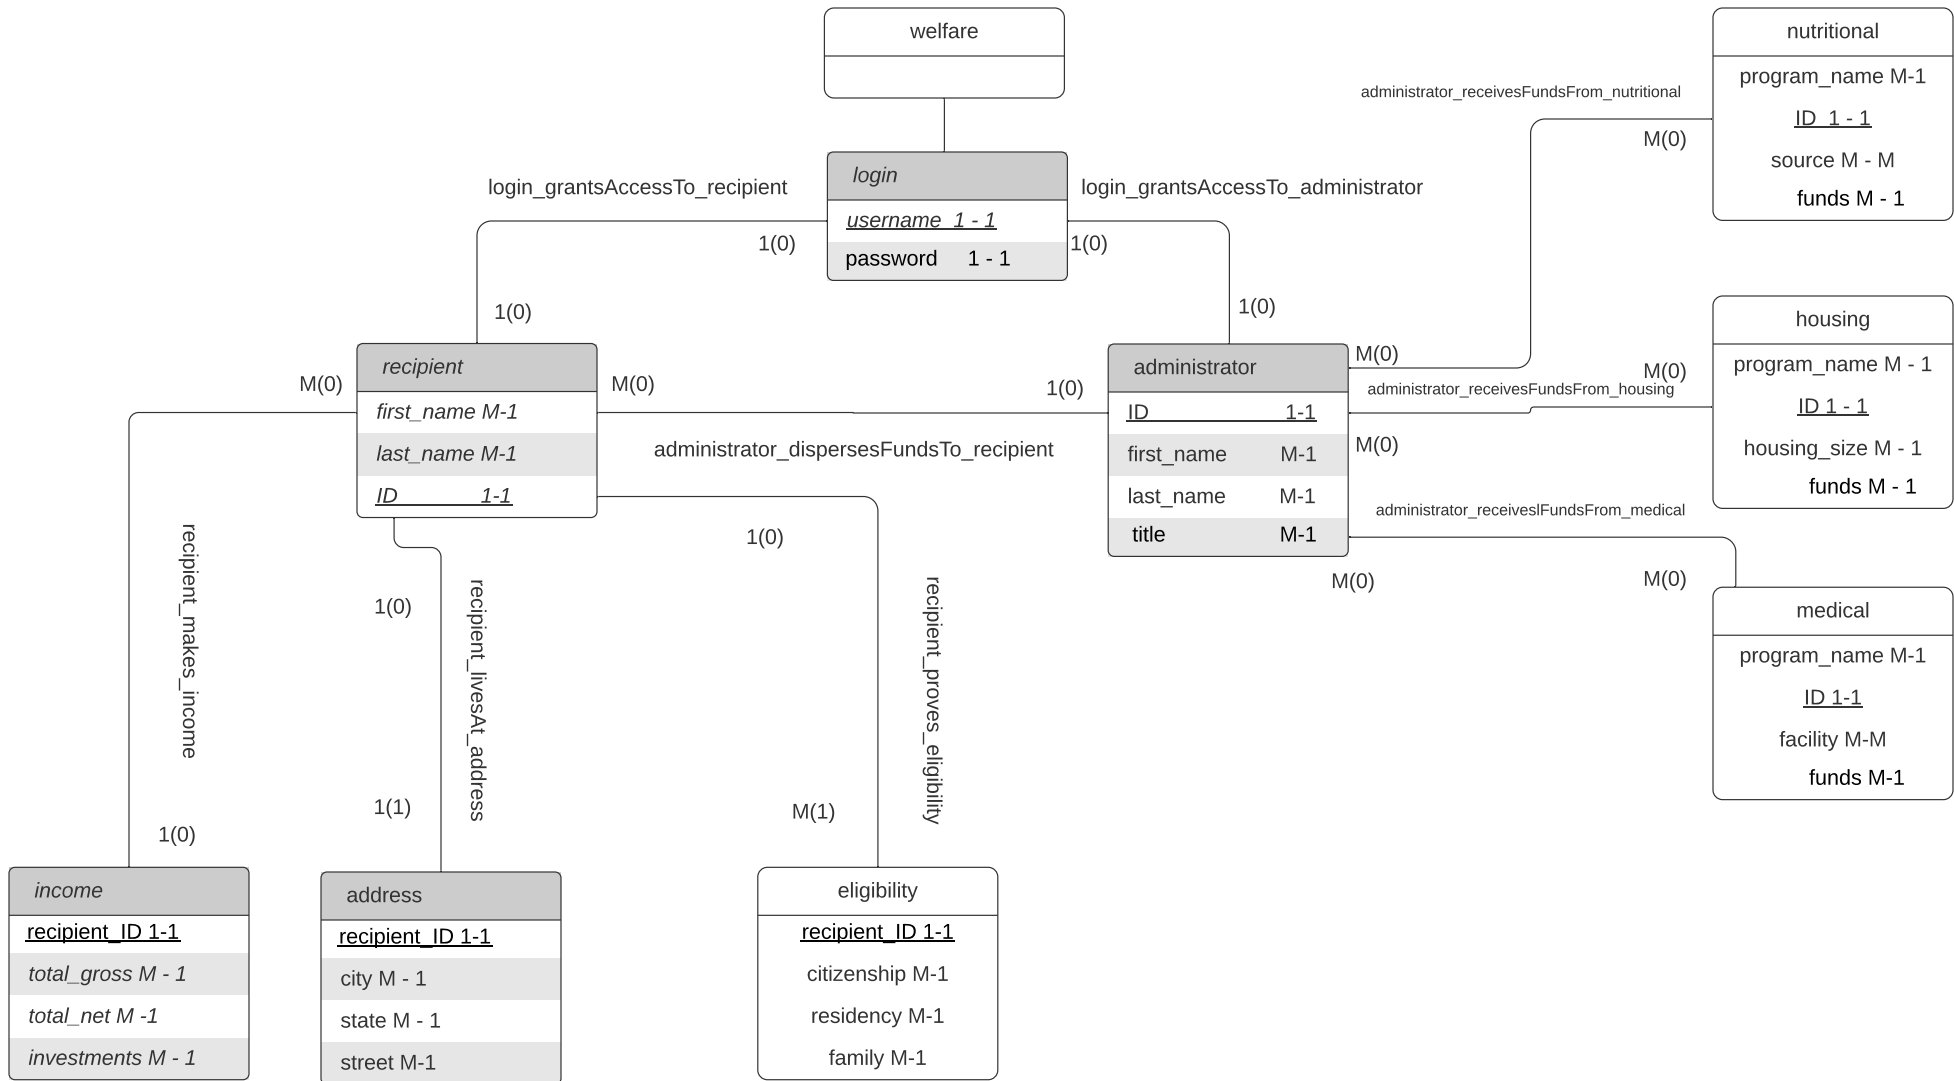 welfare
nutritional
program_name M-1
ID  1 - 1
source M - M
funds M - 1
administrator_receivesFundsFrom_nutritional
M(0)
login
username  1 - 1
password     1 - 1
login_grantsAccessTo_recipient
login_grantsAccessTo_administrator
1(0)
1(0)
1(0)
1(0)
housing
program_name M - 1
ID 1 - 1
housing_size M - 1
funds M - 1
recipient
first_name M-1
last_name M-1
ID 1-1
M(0)
M(0)
1(0)
administrator_dispersesFundsTo_recipient
administrator
ID 1-1
first_name M-1
last_name M-1
title M-1
M(0)
M(0)
administrator_receivesFundsFrom_housing
M(0)
administrator_receiveslFundsFrom_medical
M(0)
M(0)
medical
program_name M-1
ID 1-1
facility M-M
funds M-1
recipient_makes_income
1(0)
1(0)
recipient_livesAt_address
1(1)
1(0)
recipient_proves_eligibility
M(1)
income
recipient_ID 1-1
total_gross M - 1
total_net M -1
investments M - 1
address
recipient_ID 1-1
city M - 1
state M - 1
street M-1
eligibility
recipient_ID 1-1
citizenship M-1
residency M-1
family M-1